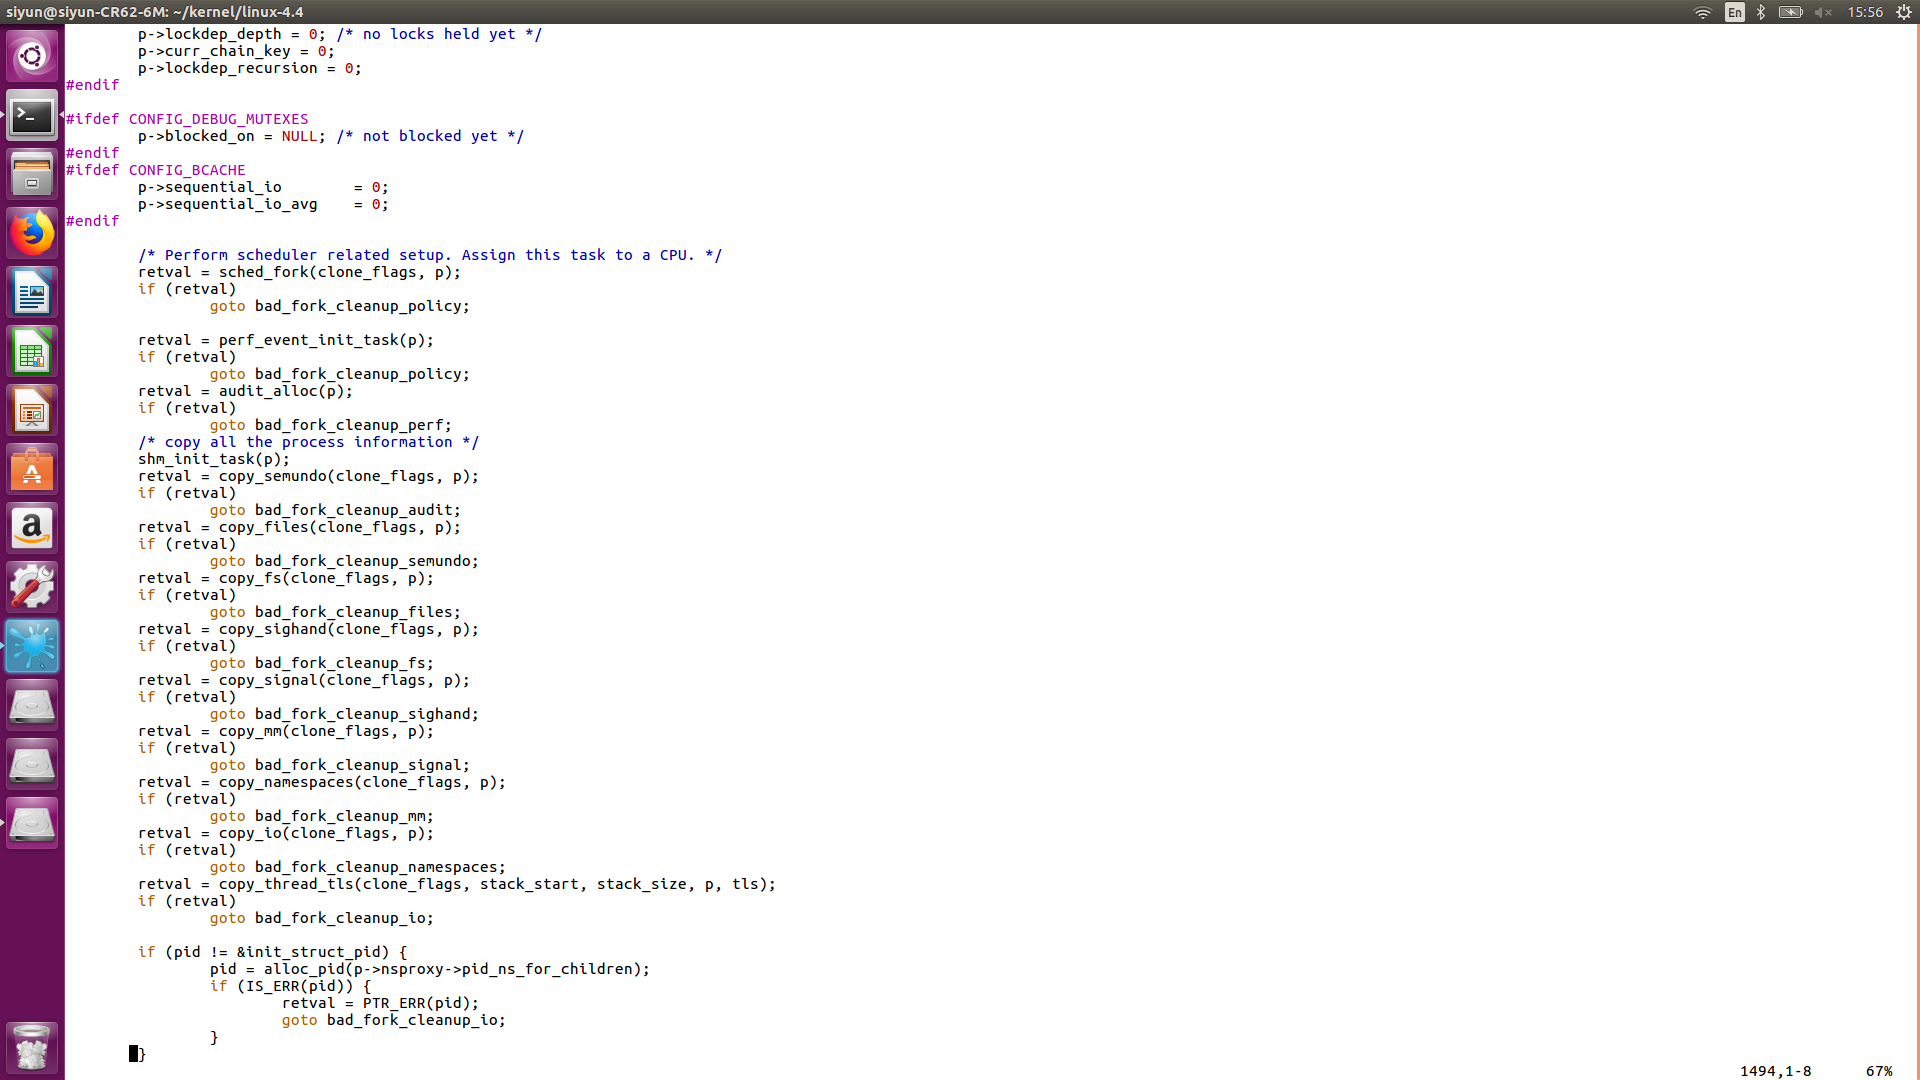 siyun@siyun-CR62-6M: ~/kernel/linux-4.4
En
15:56
        p->lockdep_depth = 0; /* no locks held yet */
        p->curr_chain_key = 0;
        p->lockdep_recursion = 0;
#endif

#ifdef CONFIG_DEBUG_MUTEXES
        p->blocked_on = NULL; /* not blocked yet */
#endif
#ifdef CONFIG_BCACHE
        p->sequential_io        = 0;
        p->sequential_io_avg    = 0;
#endif

        /* Perform scheduler related setup. Assign this task to a CPU. */
        retval = sched_fork(clone_flags, p);
        if (retval)
                goto bad_fork_cleanup_policy;

        retval = perf_event_init_task(p);
        if (retval)
                goto bad_fork_cleanup_policy;
        retval = audit_alloc(p);
        if (retval)
                goto bad_fork_cleanup_perf;
        /* copy all the process information */
        shm_init_task(p);
        retval = copy_semundo(clone_flags, p);
        if (retval)
                goto bad_fork_cleanup_audit;
        retval = copy_files(clone_flags, p);
        if (retval)
                goto bad_fork_cleanup_semundo;
        retval = copy_fs(clone_flags, p);
        if (retval)
                goto bad_fork_cleanup_files;
        retval = copy_sighand(clone_flags, p);
        if (retval)
                goto bad_fork_cleanup_fs;
        retval = copy_signal(clone_flags, p);
        if (retval)
                goto bad_fork_cleanup_sighand;
        retval = copy_mm(clone_flags, p);
        if (retval)
                goto bad_fork_cleanup_signal;
        retval = copy_namespaces(clone_flags, p);
        if (retval)
                goto bad_fork_cleanup_mm;
        retval = copy_io(clone_flags, p);
        if (retval)
                goto bad_fork_cleanup_namespaces;
        retval = copy_thread_tls(clone_flags, stack_start, stack_size, p, tls);
        if (retval)
                goto bad_fork_cleanup_io;

        if (pid != &init_struct_pid) {
                pid = alloc_pid(p->nsproxy->pid_ns_for_children);
                if (IS_ERR(pid)) {
                        retval = PTR_ERR(pid);
                        goto bad_fork_cleanup_io;
                }
        }
1494,1-8      67%